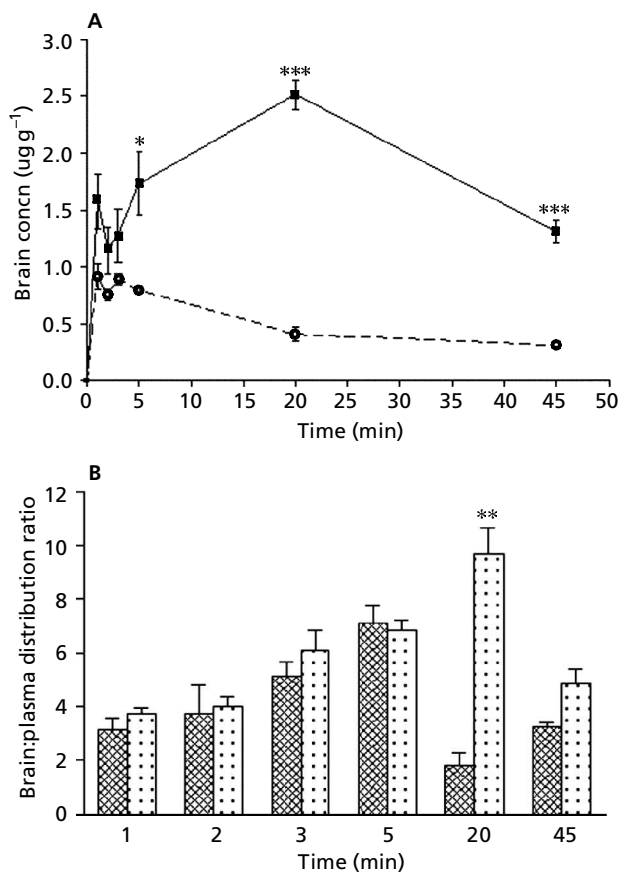 A
3.0
2.5
2.0
1.5
1.0
0.5
0.0
Brain concn (ug g⁻¹)
*
***
***
0 5 10 15 20 25 30 35 40 45 50
Time (min)
B
12
10
8
6
4
2
0
Brain:plasma distribution ratio
**
1 2 3 5 20 45
Time (min)